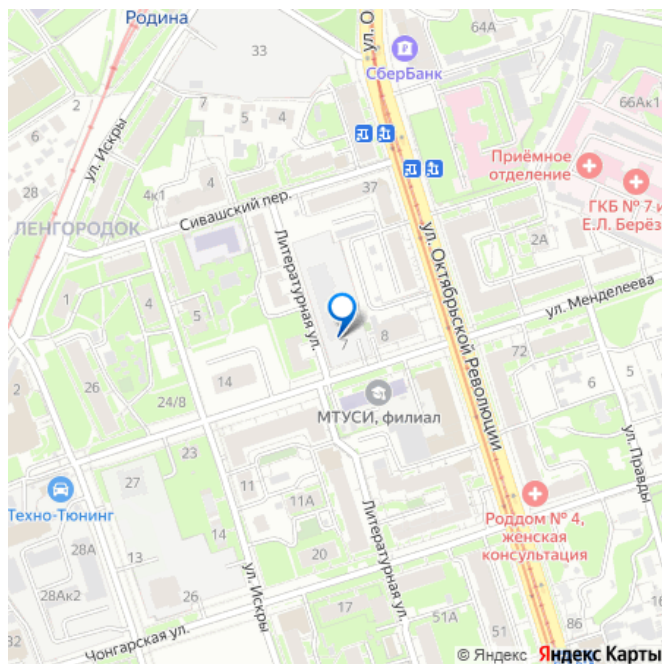 Родина
33
ул. О
64А
СберБанк
66Ак1
7
5
4
6
2
ул. Искры
28
4к1
4
Сивашский пер.
37
Приёмное
отделение
ГКБ № 7 и
Е.Л. Берёз
ЛЕНГОРОДОК
2А
ул. Октябрьской Революции
Литературная ул.
1
4
5
ул. Менделеева
7
8
72
2
26
14
6
5
24/8
МТУСИ, филиал
23
ул. Правды
27
11
11А
Техно-Тюнинг
Роддом № 4,
женская
консультация
14
28А
13
20
Литературная ул.
28Ак2
26
17
51А
51
86
32
Чонгарская ул.
ул. Искры
© Яндекс Яндекс Карты